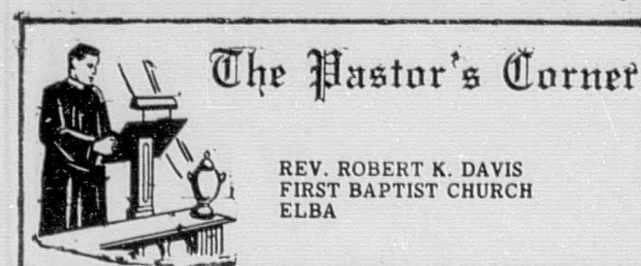 The Pastor's Corner
REV. ROBERT K. DAVIS
FIRST BAPTIST CHURCH
ELBA